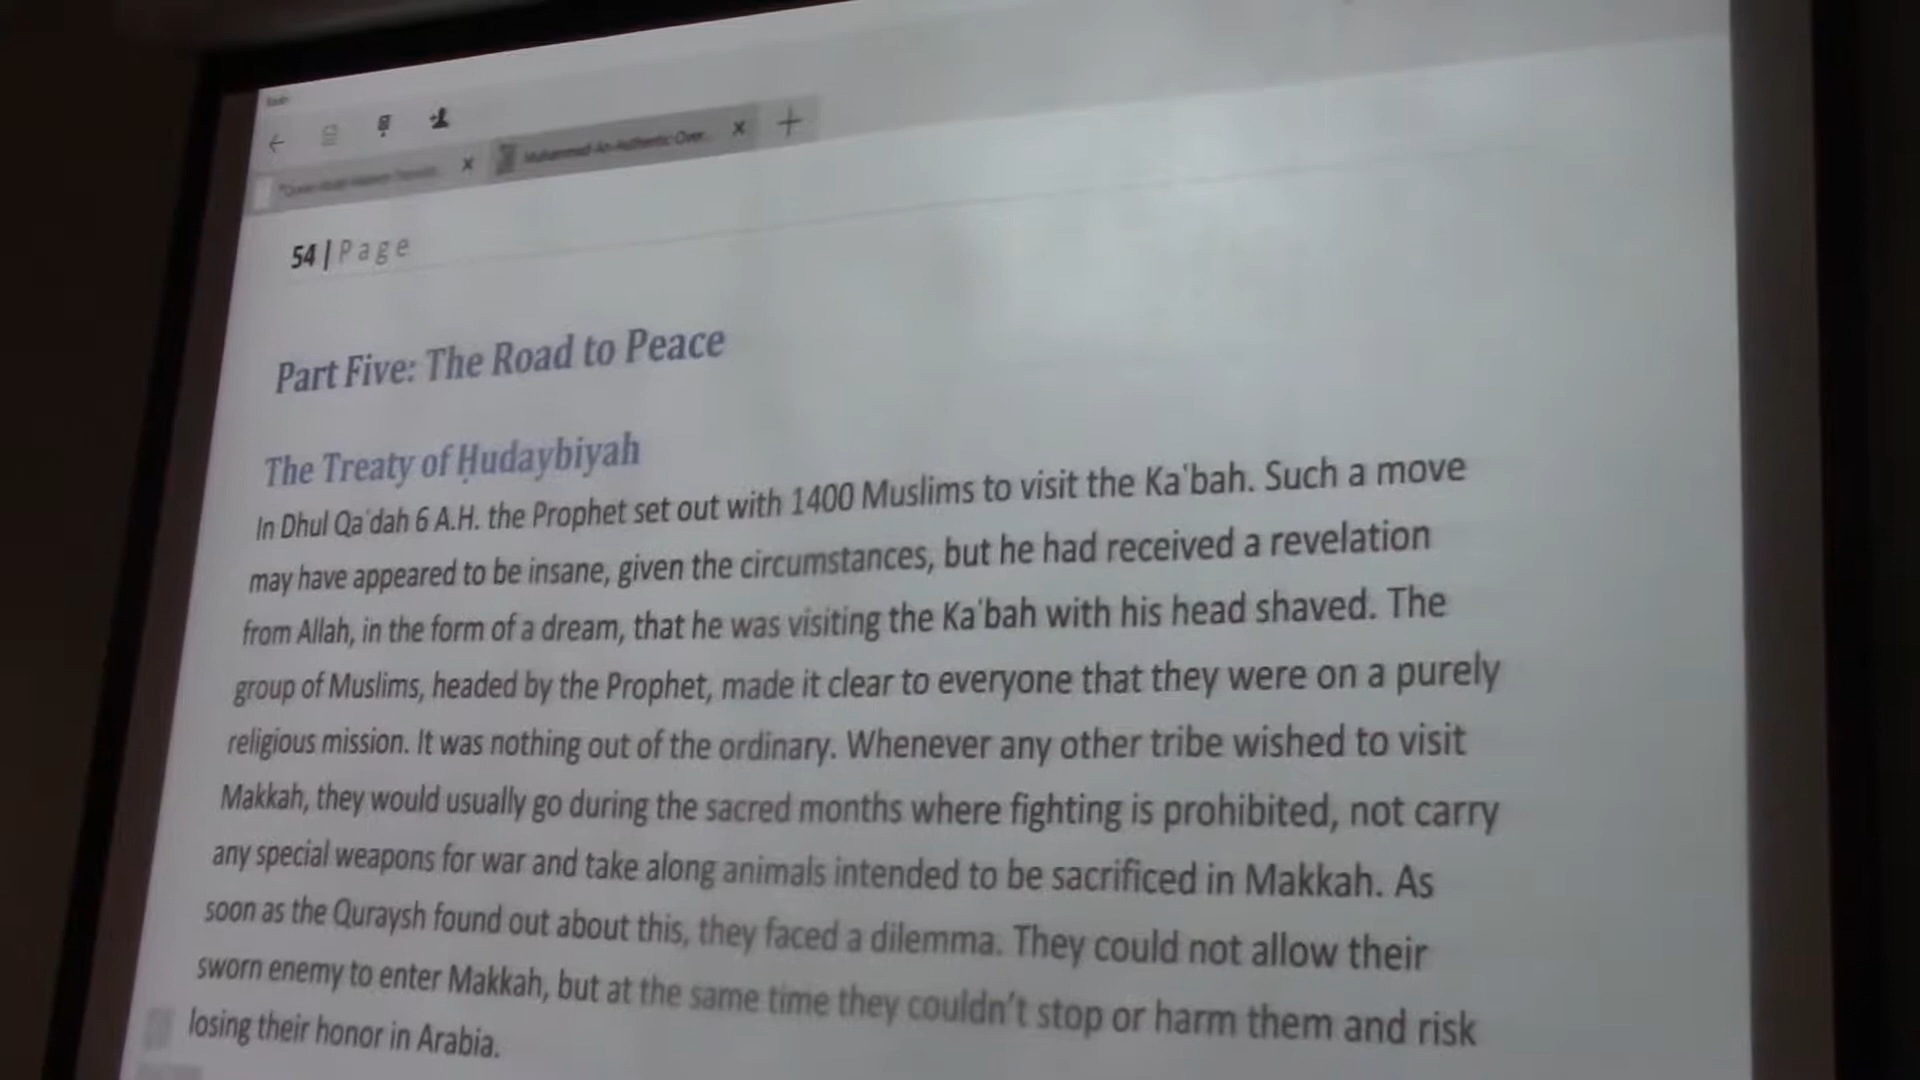 54 | Page
Part Five: The Road to Peace
The Treaty of Ḥudaybiyah
In Dhul Qa'dah 6 A.H. the Prophet set out with 1400 Muslims to visit the Ka'bah. Such a move
may have appeared to be insane, given the circumstances, but he had received a revelation
from Allah, in the form of a dream, that he was visiting the Ka'bah with his head shaved. The
group of Muslims, headed by the Prophet, made it clear to everyone that they were on a purely
religious mission. It was nothing out of the ordinary. Whenever any other tribe wished to visit
Makkah, they would usually go during the sacred months where fighting is prohibited, not carry
any special weapons for war and take along animals intended to be sacrificed in Makkah. As
soon as the Quraysh found out about this, they faced a dilemma. They could not allow their
sworn enemy to enter Makkah, but at the same time they couldn't stop or harm them and risk
losing their honor in Arabia.